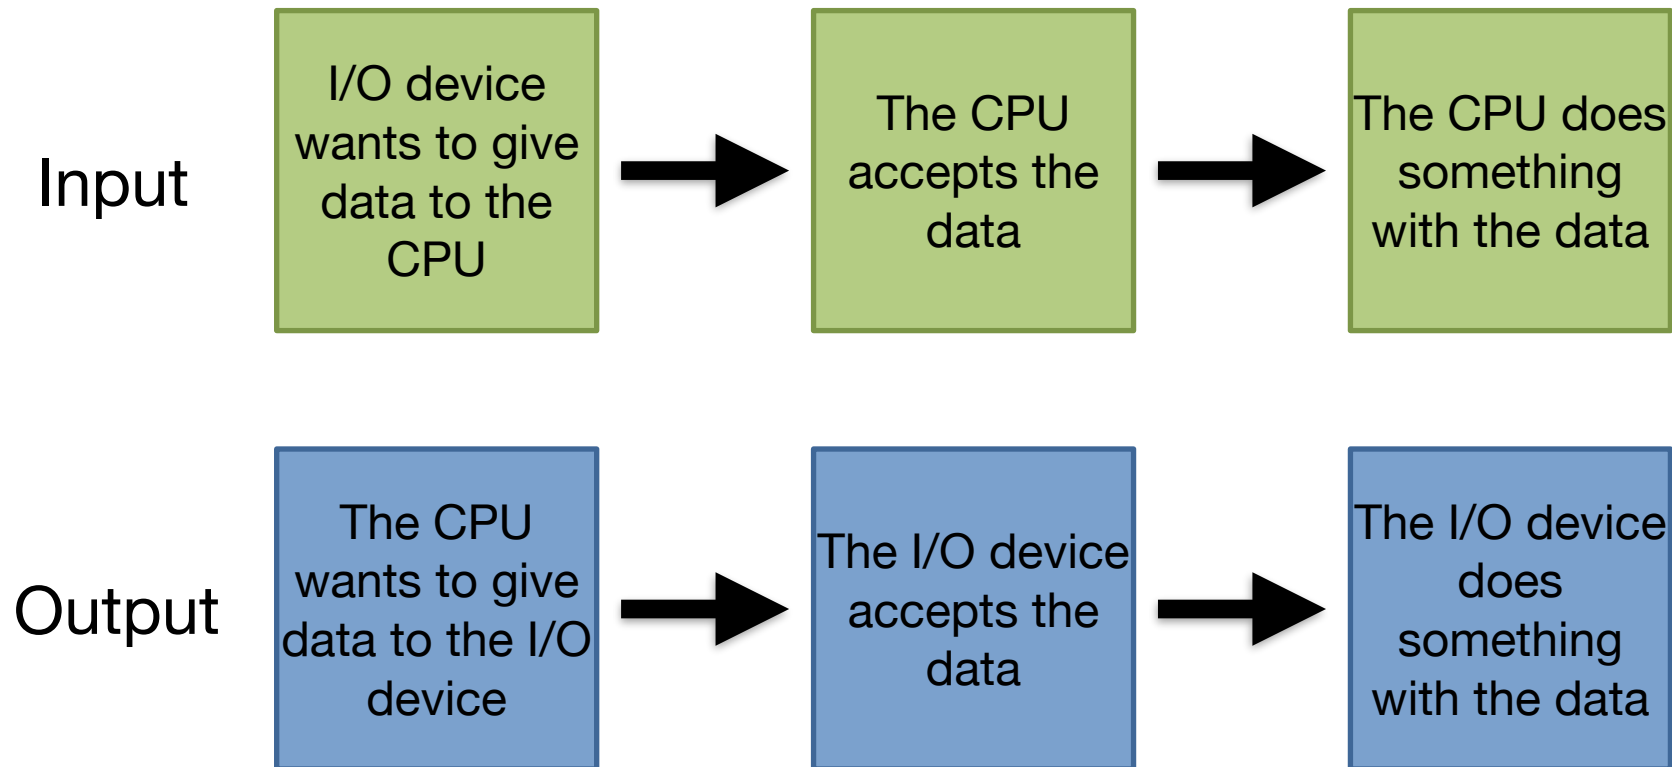 Input
I/O device
wants to give
data to the
CPU
The CPU
accepts the
data
The CPU does
something
with the data
Output
The CPU
wants to give
data to the I/O
device
The I/O device
accepts the
data
The I/O device
does
something
with the data